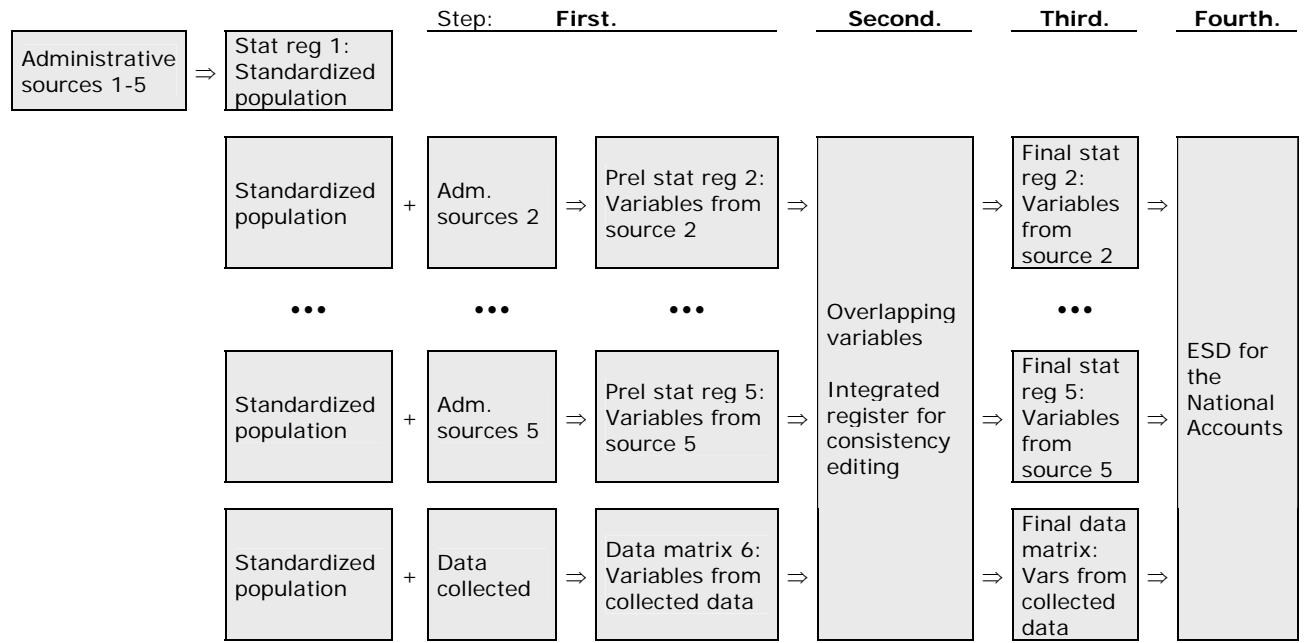 Step: First. Second. Third. Fourth.
Administrative
sources 1-5
⇒
Stat reg 1:
Standardized
population
Standardized
population
+
Adm.
sources 2
⇒
Prel stat reg 2:
Variables from
source 2
⇒
Overlapping
variables
Integrated
register for
consistency
editing
⇒
Final stat
reg 2:
Variables
from
source 2
⇒
ESD for
the
National
Accounts
••• ••• ••• •••
Standardized
population
+
Adm.
sources 5
⇒
Prel stat reg 5:
Variables from
source 5
⇒
⇒
Final stat
reg 5:
Variables
from
source 5
⇒
Standardized
population
+
Data
collected
⇒
Data matrix 6:
Variables from
collected data
⇒
⇒
Final data
matrix:
Vars from
collected
data
⇒